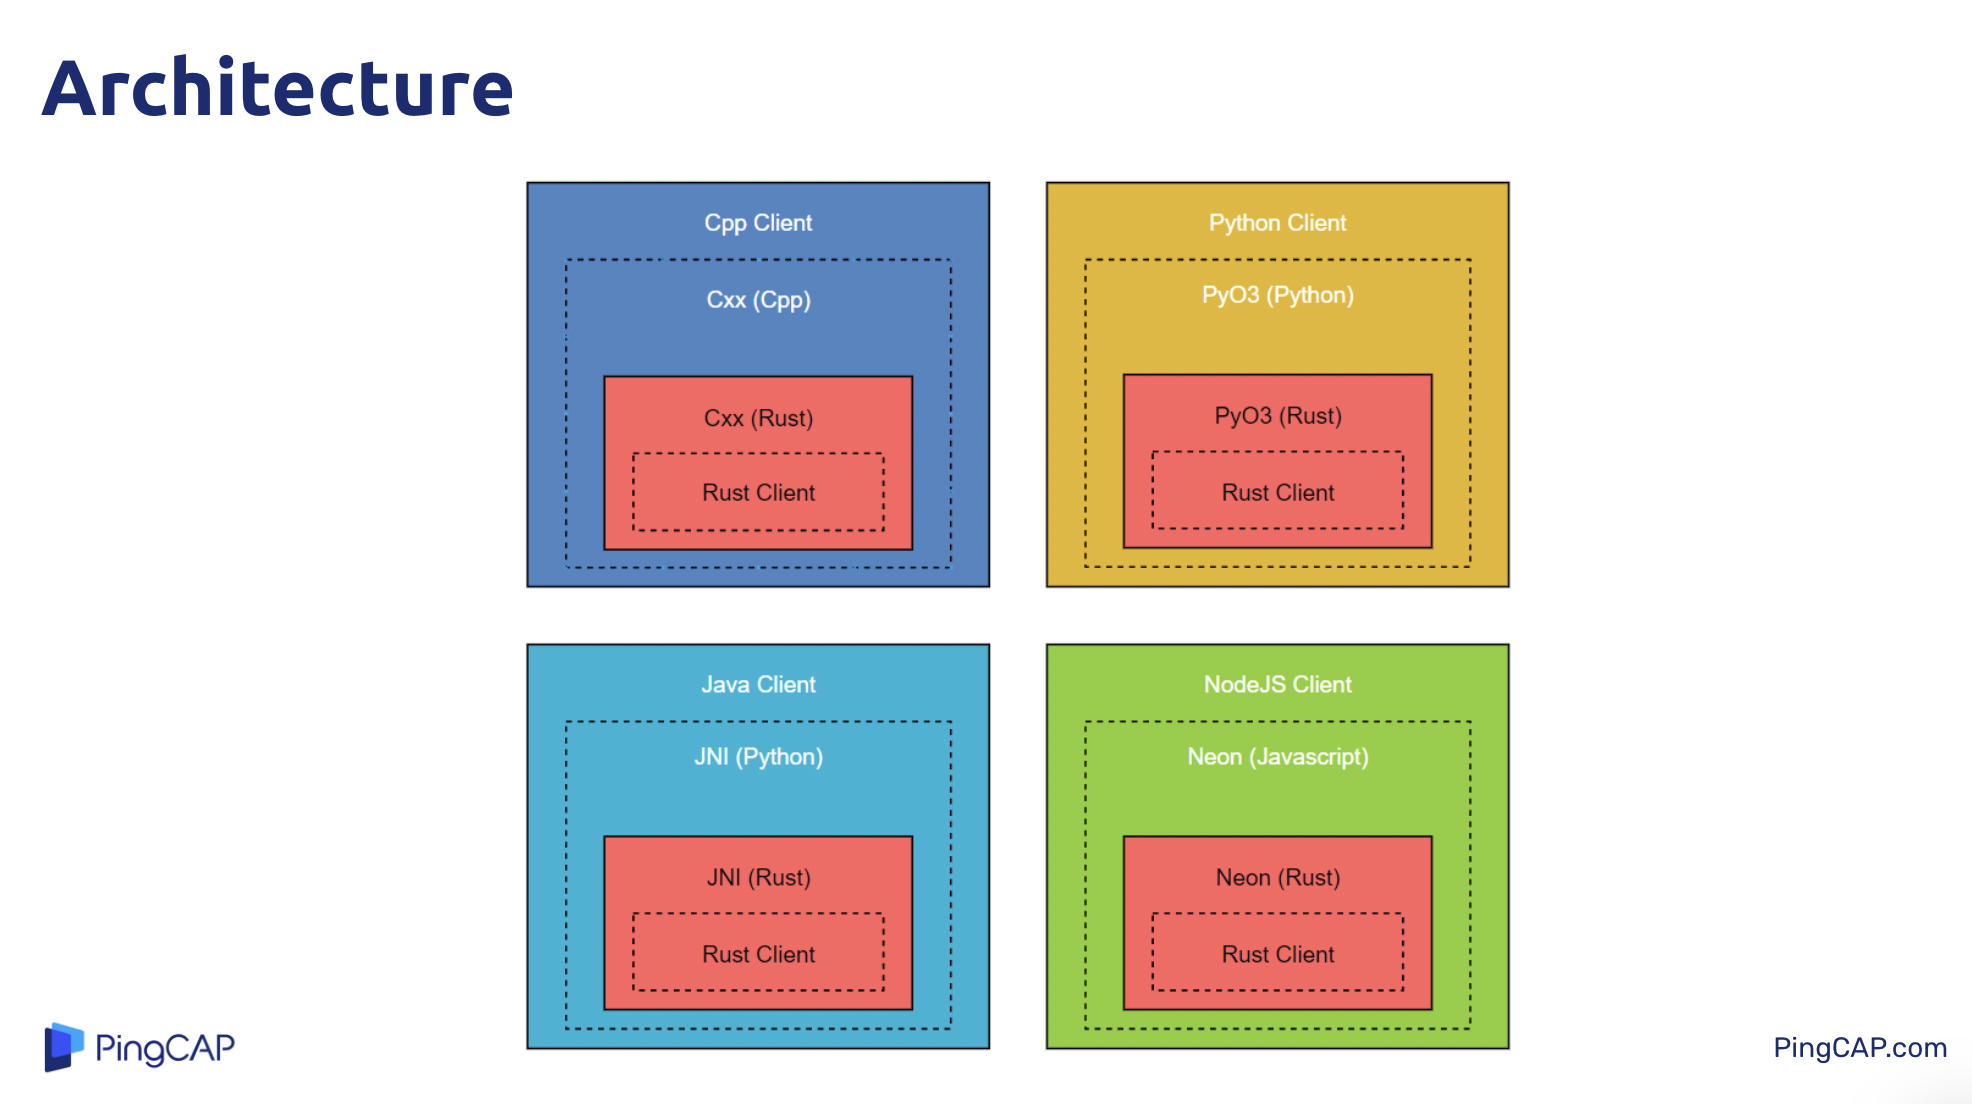 Architecture
Cpp Client
Cxx (Cpp)
Cxx (Rust)
Rust Client
Python Client
PyO3 (Python)
PyO3 (Rust)
Rust Client
Java Client
JNI (Python)
JNI (Rust)
Rust Client
NodeJS Client
Neon (Javascript)
Neon (Rust)
Rust Client
PingCAP
PingCAP.com